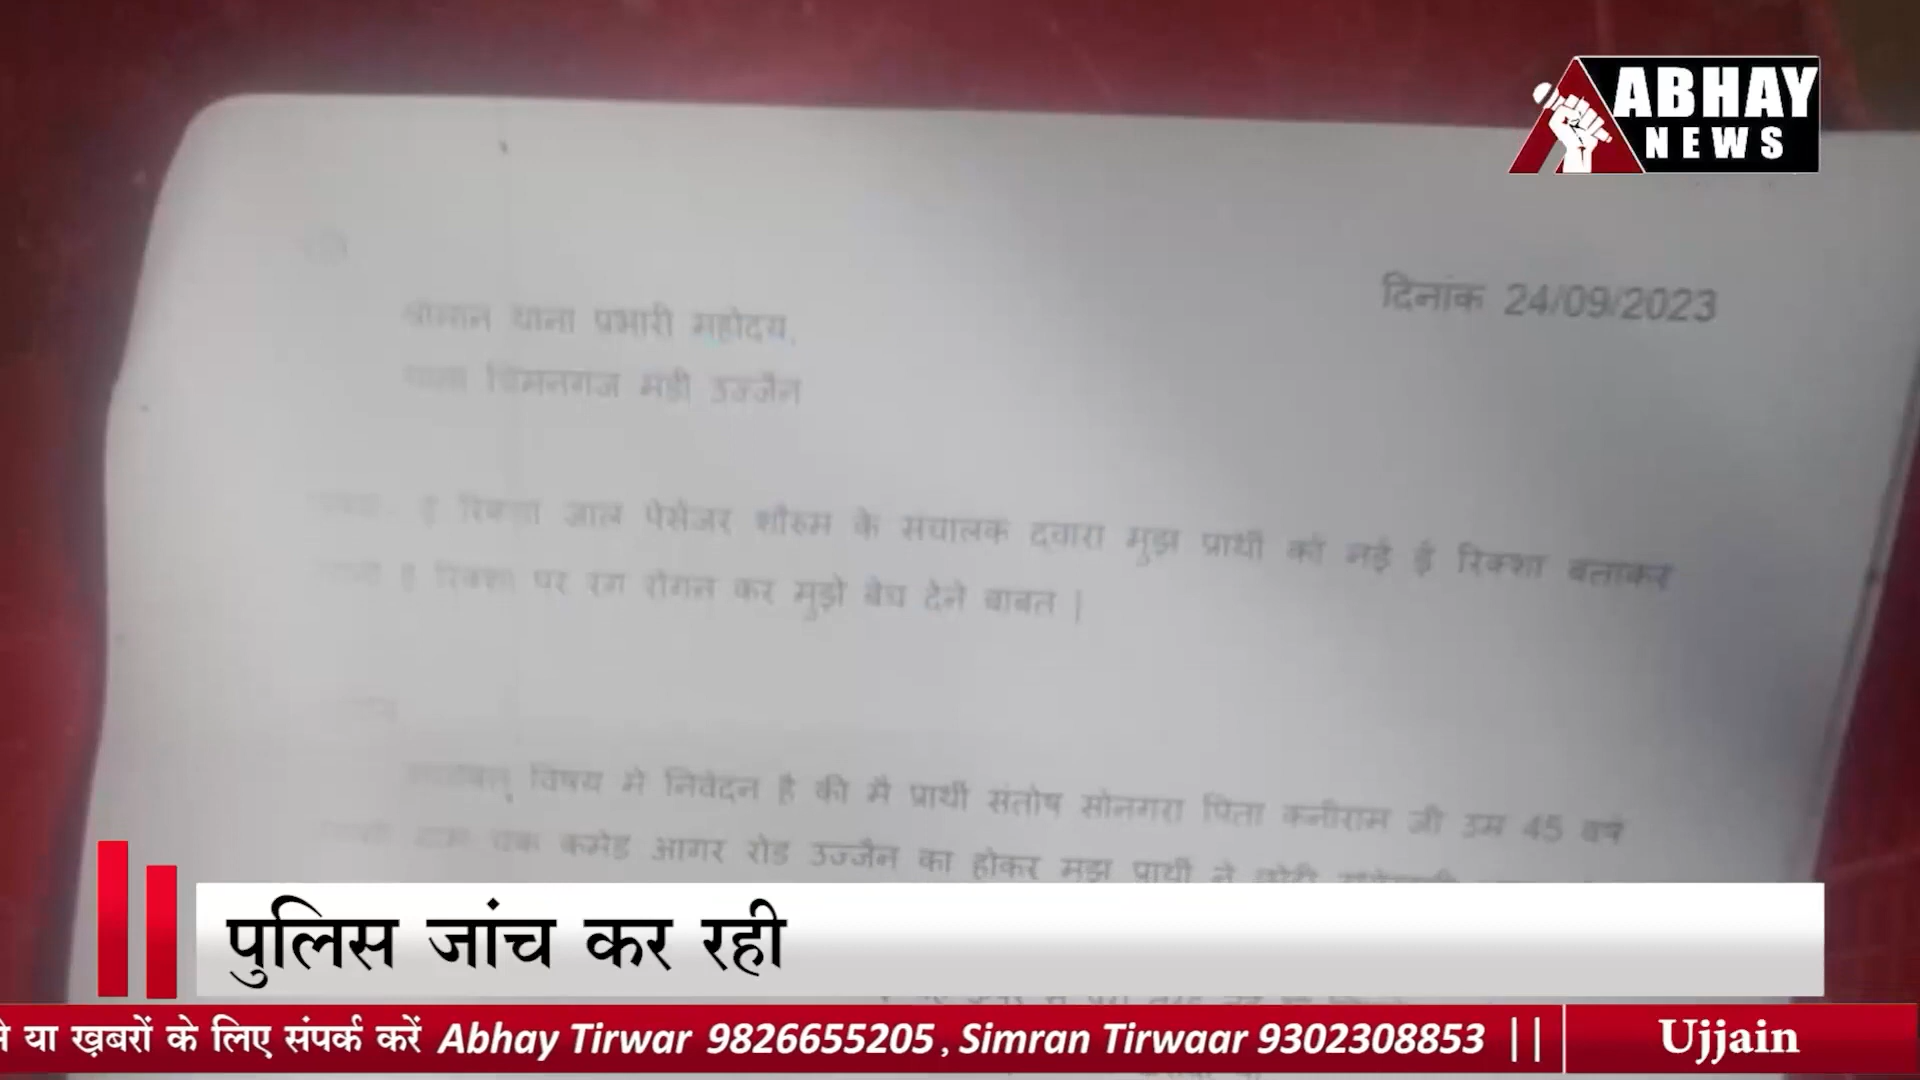 ABHAY
NEWS
दिनांक 24/09/2023
श्रीमान थाना प्रभारी महोदय,
थाना चिमनगंज मंडी उज्जैन
ई रिक्शा जाल पेसेंजर शौरुम के संचालक द्वारा मुझ प्रार्थी को नई ई रिक्शा बताकर
ई रिक्शा पर रंग रोगन कर मुझे बेच देने बाबत |
विषय में निवेदन है की मै प्रार्थी संतोष सोनगरा पिता कनीराम जी उम्र 45 वर्ष
कमेड आगर रोड उज्जैन का होकर मुझ प्रार्थी ने
पुलिस जांच कर रही
या ख़बरों के लिए संपर्क करें Abhay Tirwar 9826655205, Simran Tirwaar 9302308853 ||
Ujjain